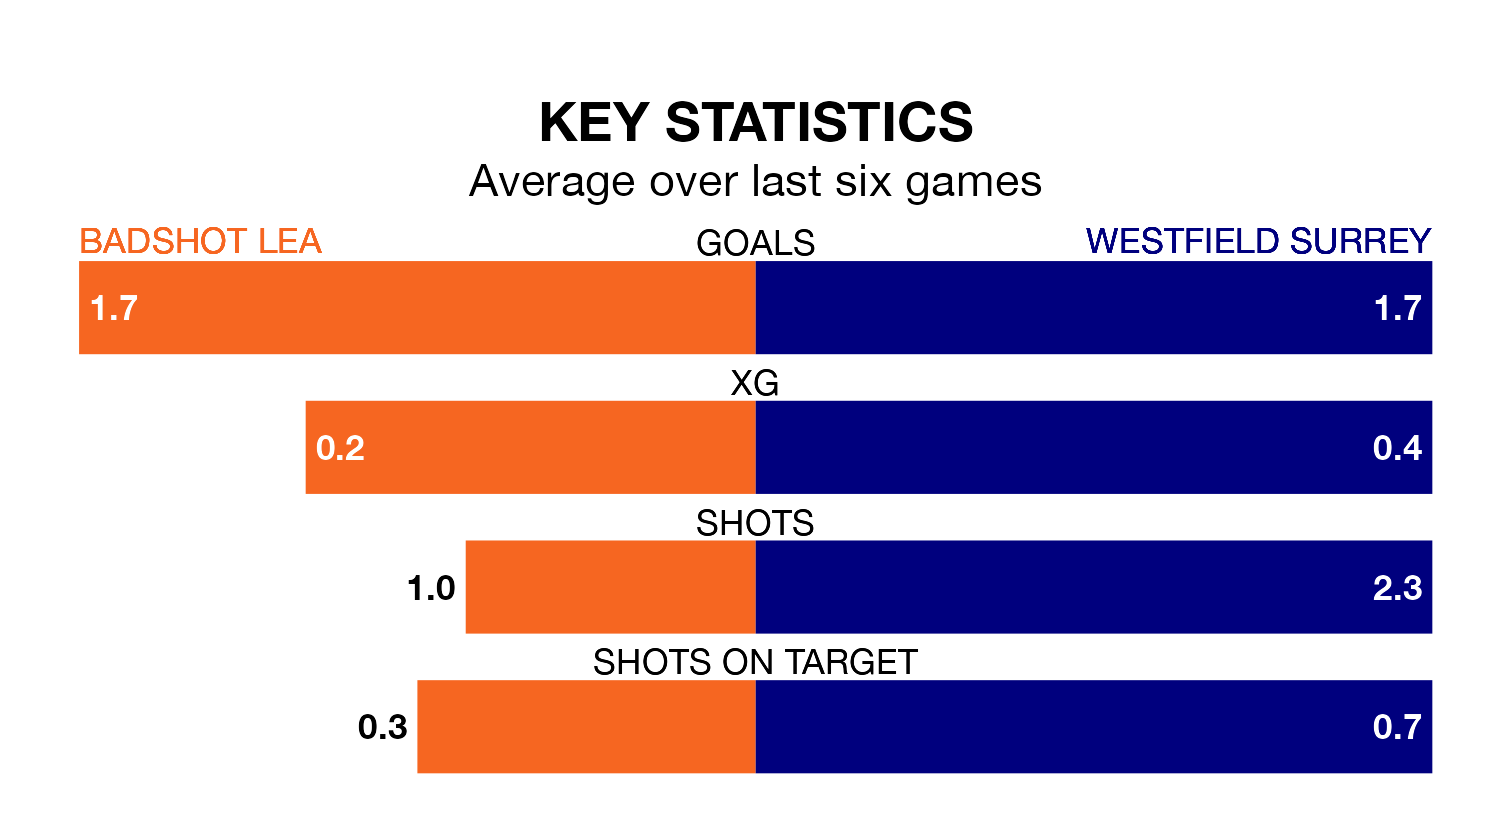 KEY STATISTICS
Average over last six games
BADSHOT LEA GOALS WESTFIELD SURREY
1.7 1.7
XG
0.2 0.4
SHOTS
1.0 2.3
SHOTS ON TARGET
0.3 0.7